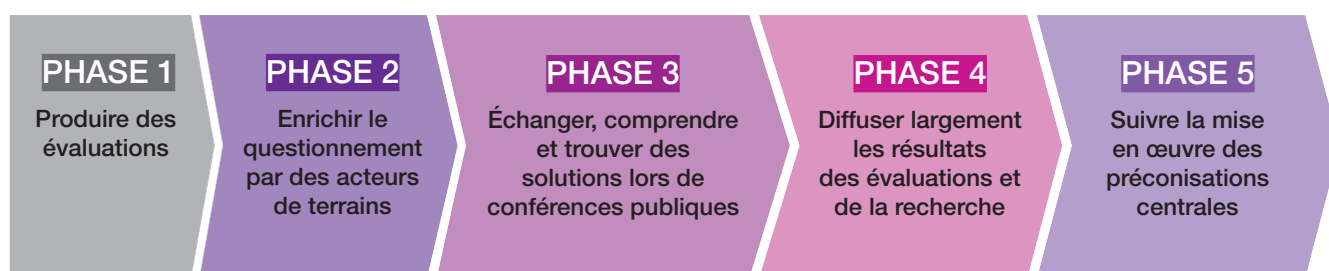 PHASE 1
Produire des
évaluations
PHASE 2
Enrichir le
questionnement
par des acteurs
de terrains
PHASE 3
Échanger, comprendre
et trouver des
solutions lors de
conférences publiques
PHASE 4
Diffuser largement
les résultats
des évaluations et
de la recherche
PHASE 5
Suivre la mise
en œuvre des
préconisations
centrales